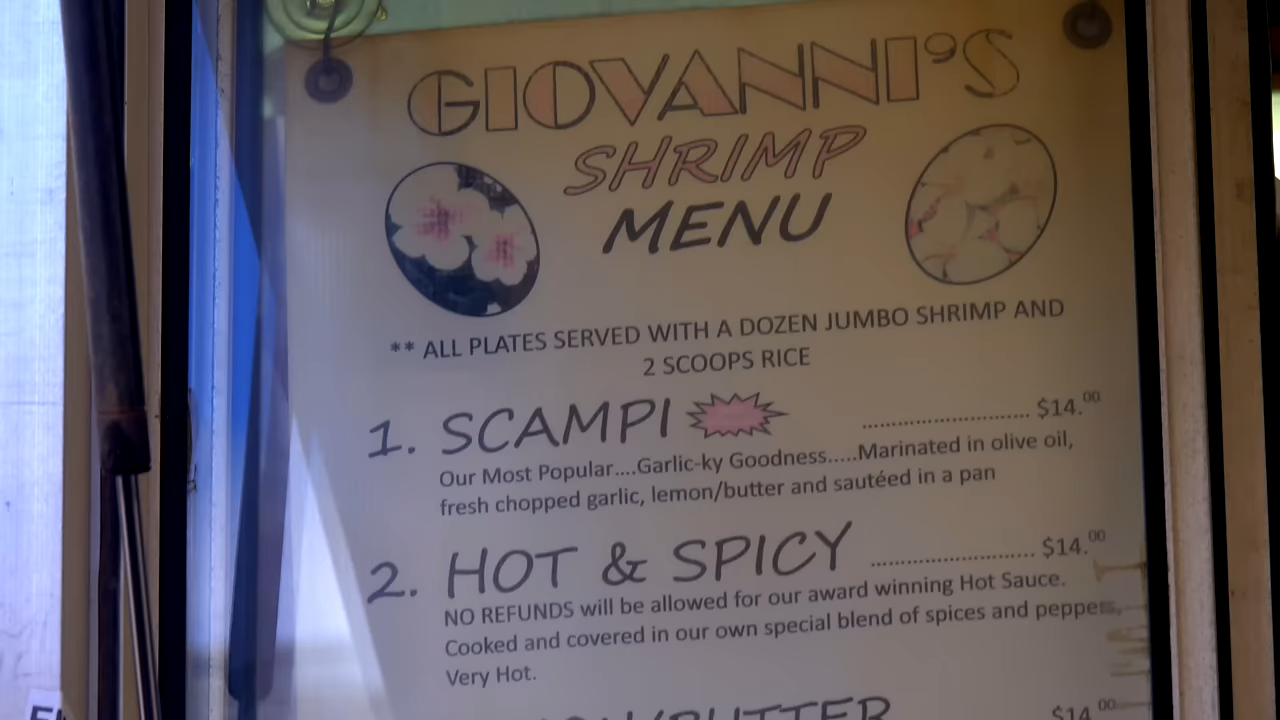 GIOVANNI'S
SHRIMP
MENU
** ALL PLATES SERVED WITH A DOZEN JUMBO SHRIMP AND
2 SCOOPS RICE
1. SCAMPI ............................ $14.00
Our Most Popular....Garlic-ky Goodness.....Marinated in olive oil,
fresh chopped garlic, lemon/butter and sautéed in a pan
2. HOT & SPICY ........................... $14.00
NO REFUNDS will be allowed for our award winning Hot Sauce.
Cooked and covered in our own special blend of spices and peppers,
Very Hot.
BUTTER $14.00